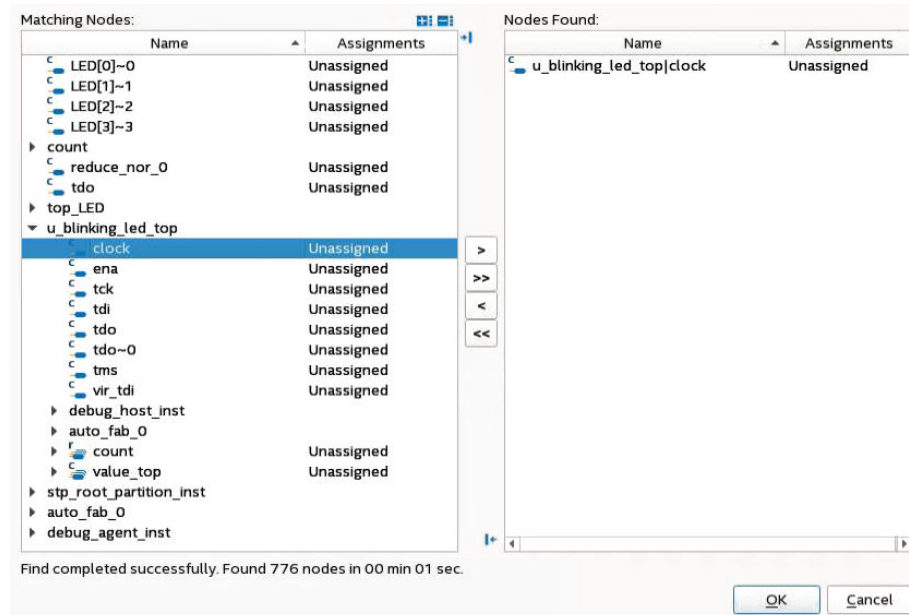 Matching Nodes:
Name Assignments
LED[0]~0 Unassigned
LED[1]~1 Unassigned
LED[2]~2 Unassigned
LED[3]~3 Unassigned
count
reduce_nor_0 Unassigned
tdo Unassigned
top_LED
u_blinking_led_top
clock Unassigned
ena Unassigned
tck Unassigned
tdi Unassigned
tdo Unassigned
tdo~0 Unassigned
tms Unassigned
vir_tdi Unassigned
debug_host_inst
auto_fab_0
count Unassigned
value_top Unassigned
stp_root_partition_inst
auto_fab_0
debug_agent_inst
>
>>
<
<<
Nodes Found:
Name Assignments
u_blinking_led_top|clock Unassigned
Find completed successfully. Found 776 nodes in 00 min 01 sec.
OK Cancel